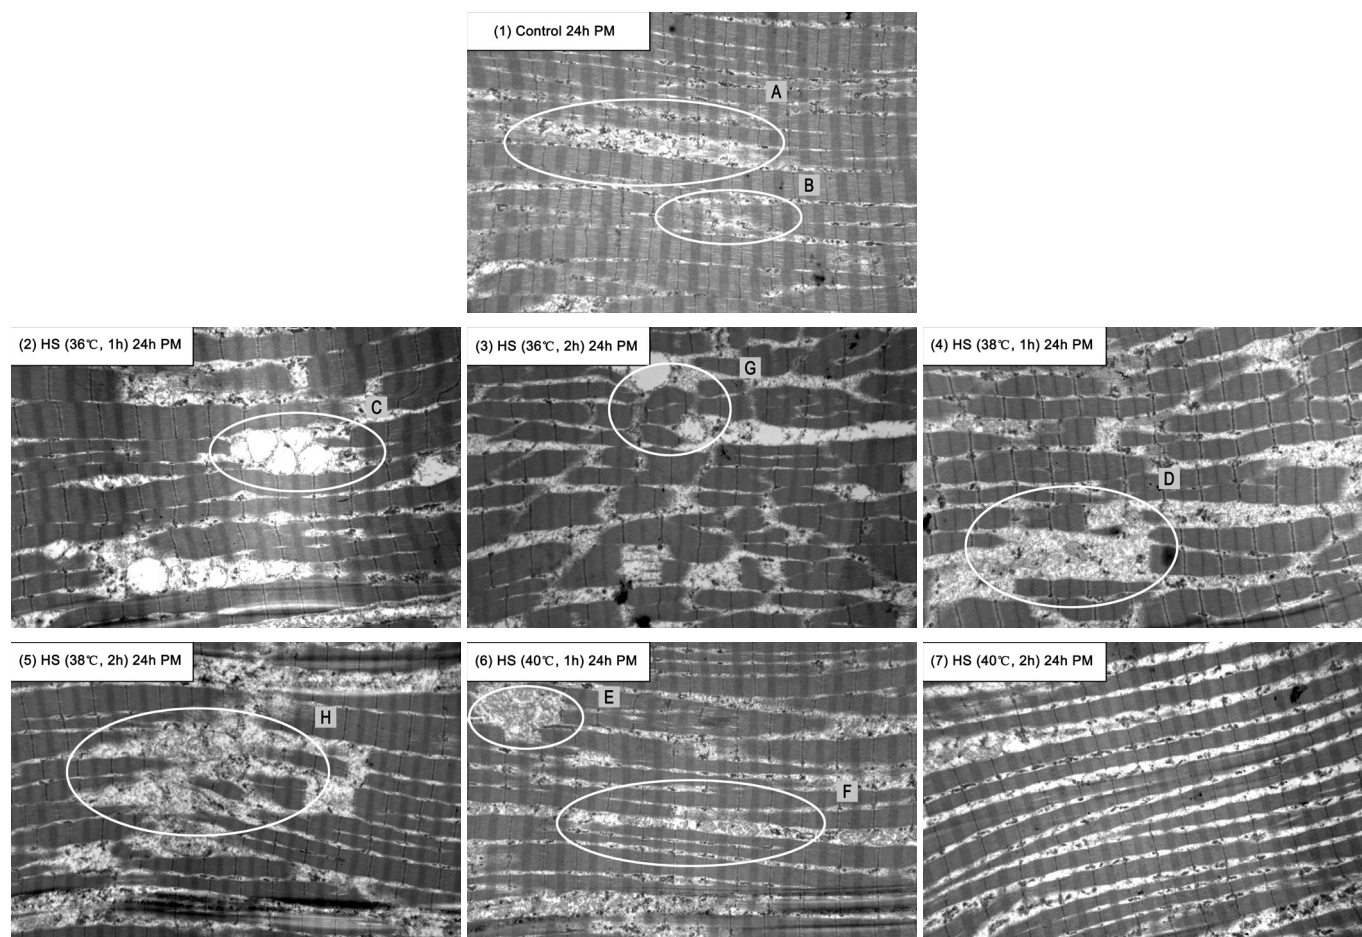 (1) Control 24h PM
A
B
(2) HS (36℃, 1h) 24h PM
C
(3) HS (36℃, 2h) 24h PM
G
(4) HS (38℃, 1h) 24h PM
D
(5) HS (38℃, 2h) 24h PM
H
(6) HS (40℃, 1h) 24h PM
E
F
(7) HS (40℃, 2h) 24h PM